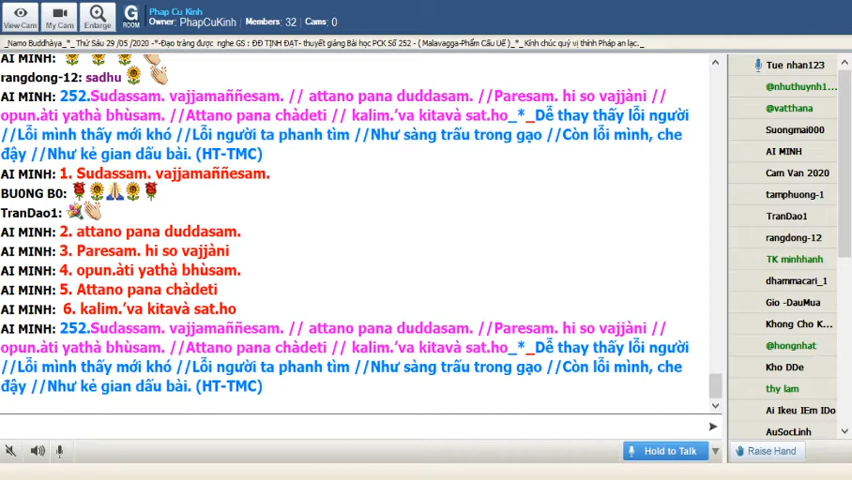 View Cam
My Cam
Enlarge
G
ROOM
Phap Cu Kinh
Owner: PhapCuKinh Members: 32 Cams: 0
_Namo Buddhàya_*_ Thứ Sáu 29 /05 /2020 -*-Đạo tràng được nghe GS : ĐĐ TỊNH ĐẠT- thuyết giảng Bài học PCK Số 252 - ( Malavagga-Phẩm Cấu Uế )_*_ Kính chúc quý vị thính Pháp an lạc._
AI MINH:
rangdong-12: sadhu
AI MINH: 252.Sudassam. vajjamaññesam. // attano pana duddasam. //Paresam. hi so vajjàni //
opun.àti yathà bhùsam. //Attano pana chàdeti // kalim.’va kitavà sat.ho_*_Dễ thay thấy lỗi người
//Lỗi mình thấy mới khó //Lỗi người ta phanh tìm //Như sàng trấu trong gạo //Còn lỗi mình, che
đậy //Như kẻ gian dấu bài. (HT-TMC)
AI MINH: 1. Sudassam. vajjamaññesam.
BU0NG B0:
TranDao1:
AI MINH: 2. attano pana duddasam.
AI MINH: 3. Paresam. hi so vajjàni
AI MINH: 4. opun.àti yathà bhùsam.
AI MINH: 5. Attano pana chàdeti
AI MINH: 6. kalim.’va kitavà sat.ho
AI MINH: 252.Sudassam. vajjamaññesam. // attano pana duddasam. //Paresam. hi so vajjàni //
opun.àti yathà bhùsam. //Attano pana chàdeti // kalim.’va kitavà sat.ho_*_Dễ thay thấy lỗi người
//Lỗi mình thấy mới khó //Lỗi người ta phanh tìm //Như sàng trấu trong gạo //Còn lỗi mình, che
đậy //Như kẻ gian dấu bài. (HT-TMC)
Hold to Talk
Tue nhan123
@nhuthuynh1...
@vatthana
Suongmai000
AI MINH
Cam Van 2020
tamphuong-1
TranDao1
rangdong-12
TK minhhanh
dhammacari_1
Gio -DauMua
Khong Cho K...
@hongnhat
Kho DDe
thy lam
Ai Ikeu IEm IDo
AuSocLinh
Raise Hand